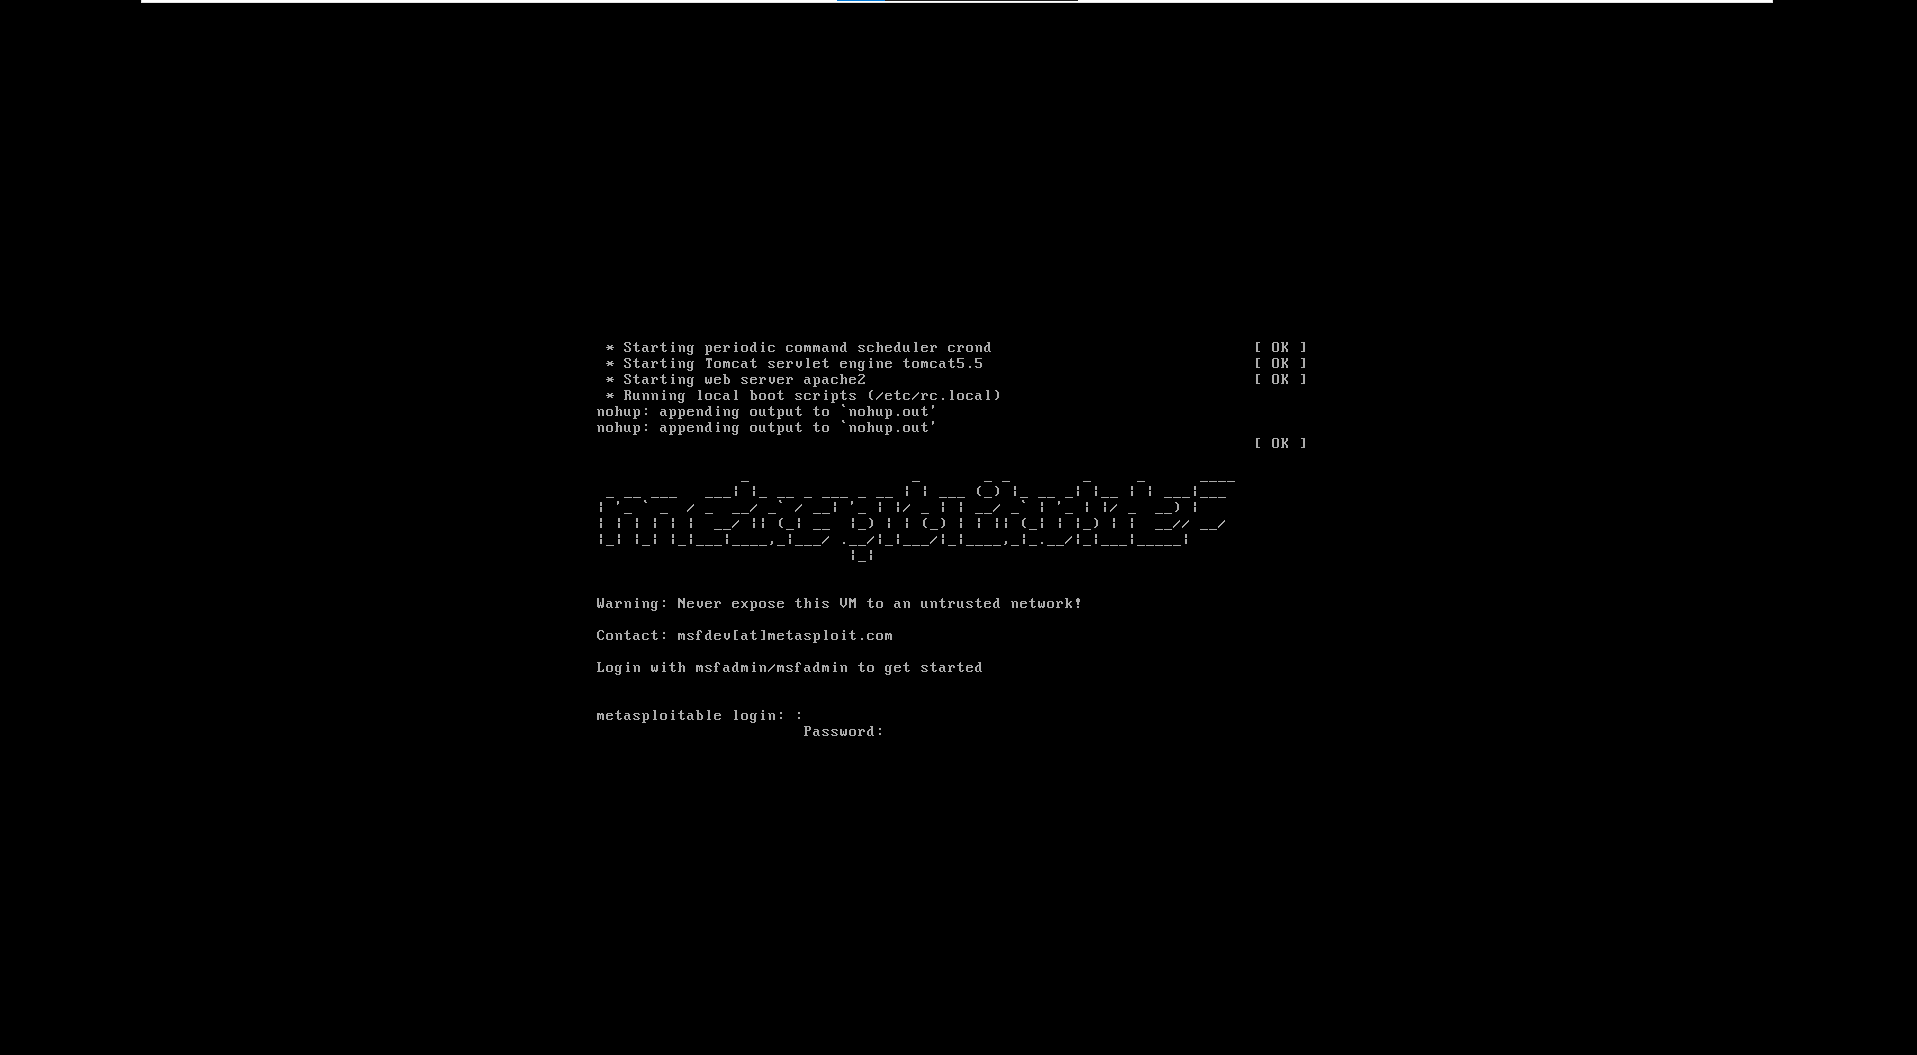 * Starting periodic command scheduler crond                             [ OK ]
 * Starting Tomcat servlet engine tomcat5.5                              [ OK ]
 * Starting web server apache2                                           [ OK ]
 * Running local boot scripts (/etc/rc.local)
nohup: appending output to `nohup.out'
nohup: appending output to `nohup.out'
                                                                         [ OK ]
metasploitable2
Warning: Never expose this VM to an untrusted network!
Contact: msfdev[at]metasploit.com
Login with msfadmin/msfadmin to get started
metasploitable login: :
Password: